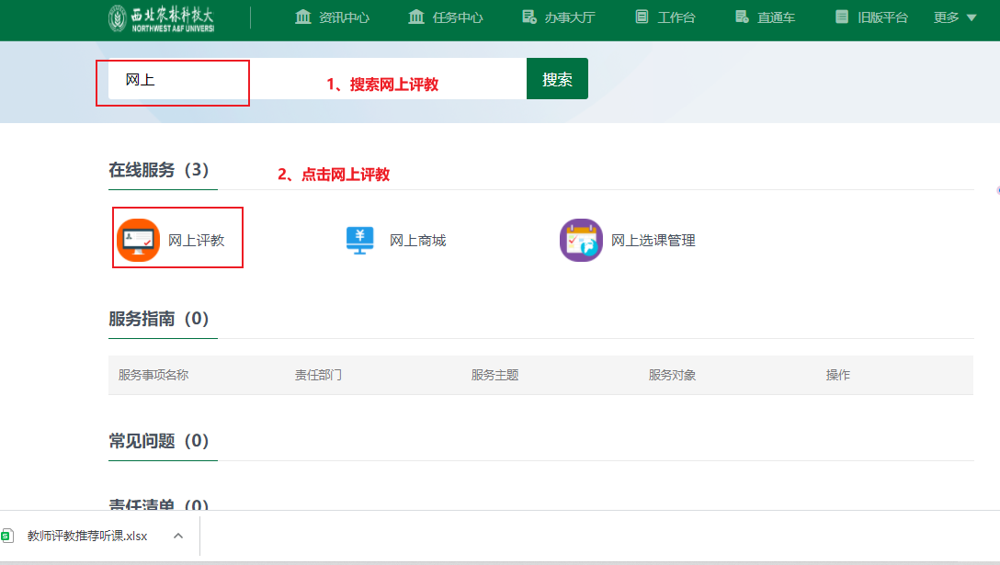 西北农林科技大
NORTHWEST A&F UNIVERSI
资讯中心 任务中心 办事大厅 工作台 直通车 旧版平台 更多
网上 1、搜索网上评教 搜索
在线服务（3） 2、点击网上评教
网上评教 网上商城 网上选课管理
服务指南（0）
服务事项名称 责任部门 服务主题 服务对象 操作
常见问题（0）
责任清单（0）
教师评教推荐听课.xlsx